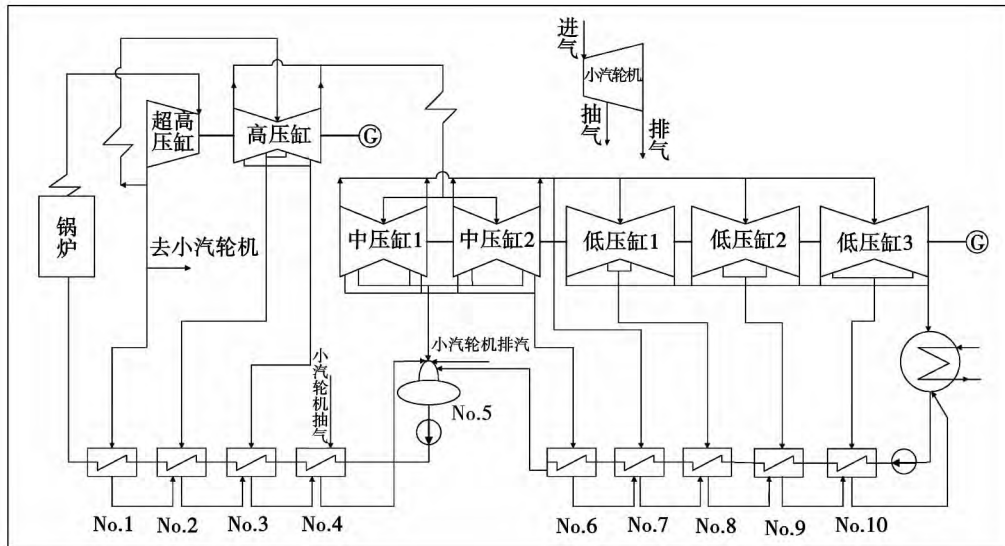 进气
小汽轮机
抽气
排气
超高
压缸
高压缸
G
锅炉
去小汽轮机
中压缸1
中压缸2
低压缸1
低压缸2
低压缸3
G
小汽轮机抽气
小汽轮机排汽
No.5
No.1
No.2
No.3
No.4
No.6
No.7
No.8
No.9
No.10